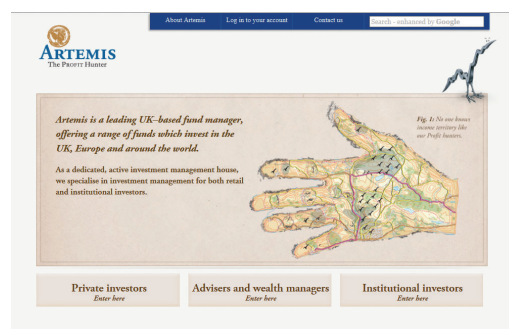 About Artemis
Log in to your account
Contact us
Search - enhanced by Google
ARTEMIS
The PROFIT Hunter
Artemis is a leading UK–based fund manager,
offering a range of funds which invest in the
UK, Europe and around the world.
As a dedicated, active investment management house,
we specialise in investment management for both retail
and institutional investors.
Fig. 1: No one knows
income territory like
our Profit hunters.
Private investors
Enter here
Advisers and wealth managers
Enter here
Institutional investors
Enter here